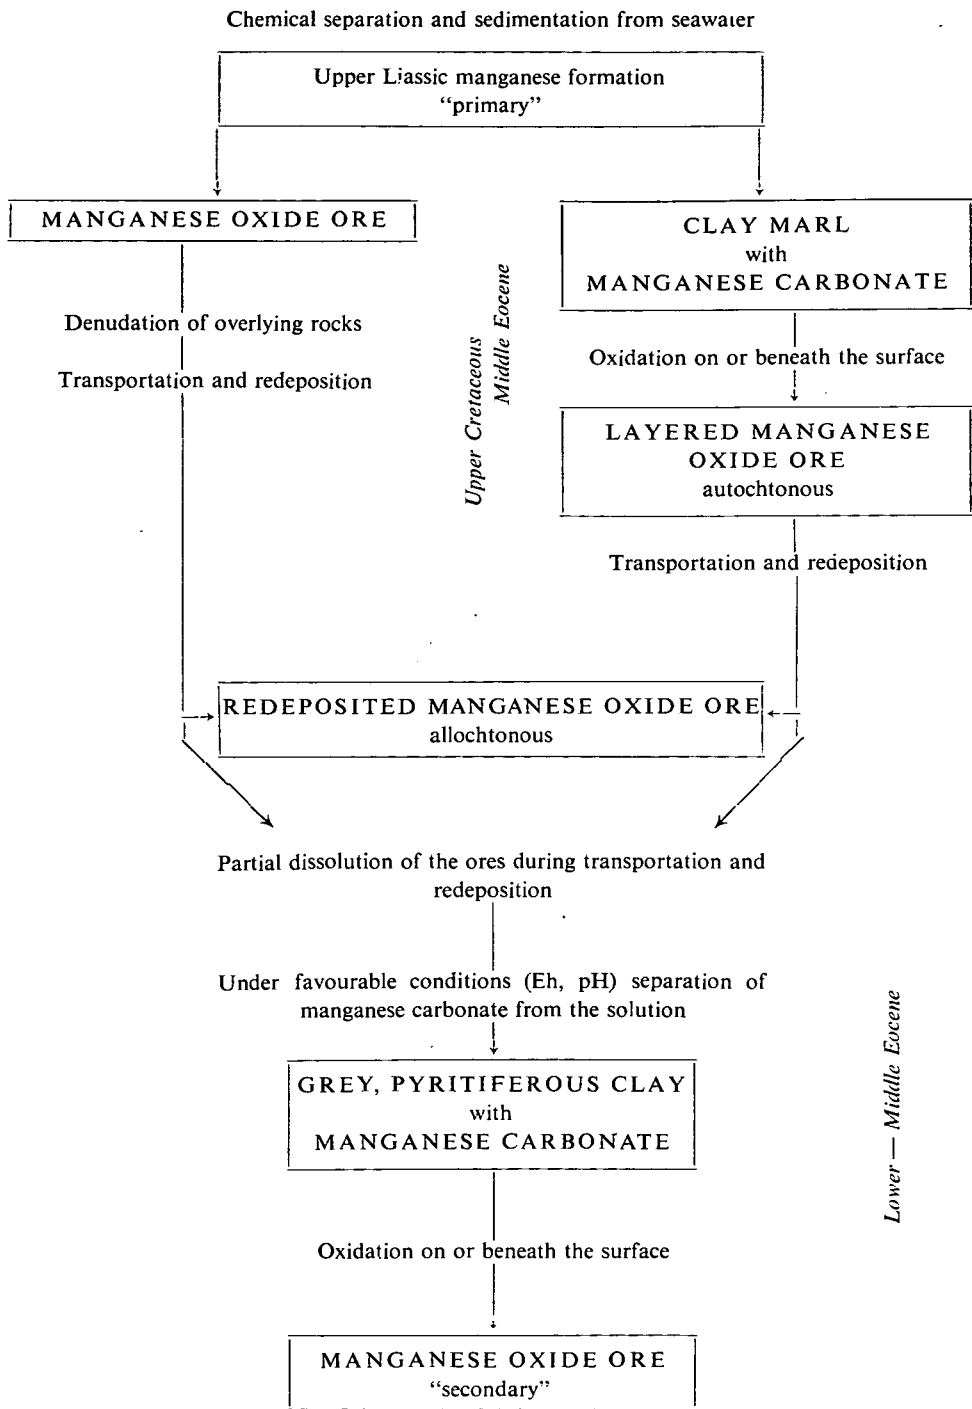 Chemical separation and sedimentation from seawater
Upper Liassic manganese formation
“primary”
MANGANESE OXIDE ORE
CLAY MARL
with
MANGANESE CARBONATE
Denudation of overlying rocks
Transportation and redeposition
Upper Cretaceous
Middle Eocene
Oxidation on or beneath the surface
LAYERED MANGANESE
OXIDE ORE
autochtonous
Transportation and redeposition
REDEPOSITED MANGANESE OXIDE ORE
allochtonous
Partial dissolution of the ores during transportation and
redeposition
Under favourable conditions (Eh, pH) separation of
manganese carbonate from the solution
GREY, PYRITIFEROUS CLAY
with
MANGANESE CARBONATE
Lower — Middle Eocene
Oxidation on or beneath the surface
MANGANESE OXIDE ORE
“secondary”